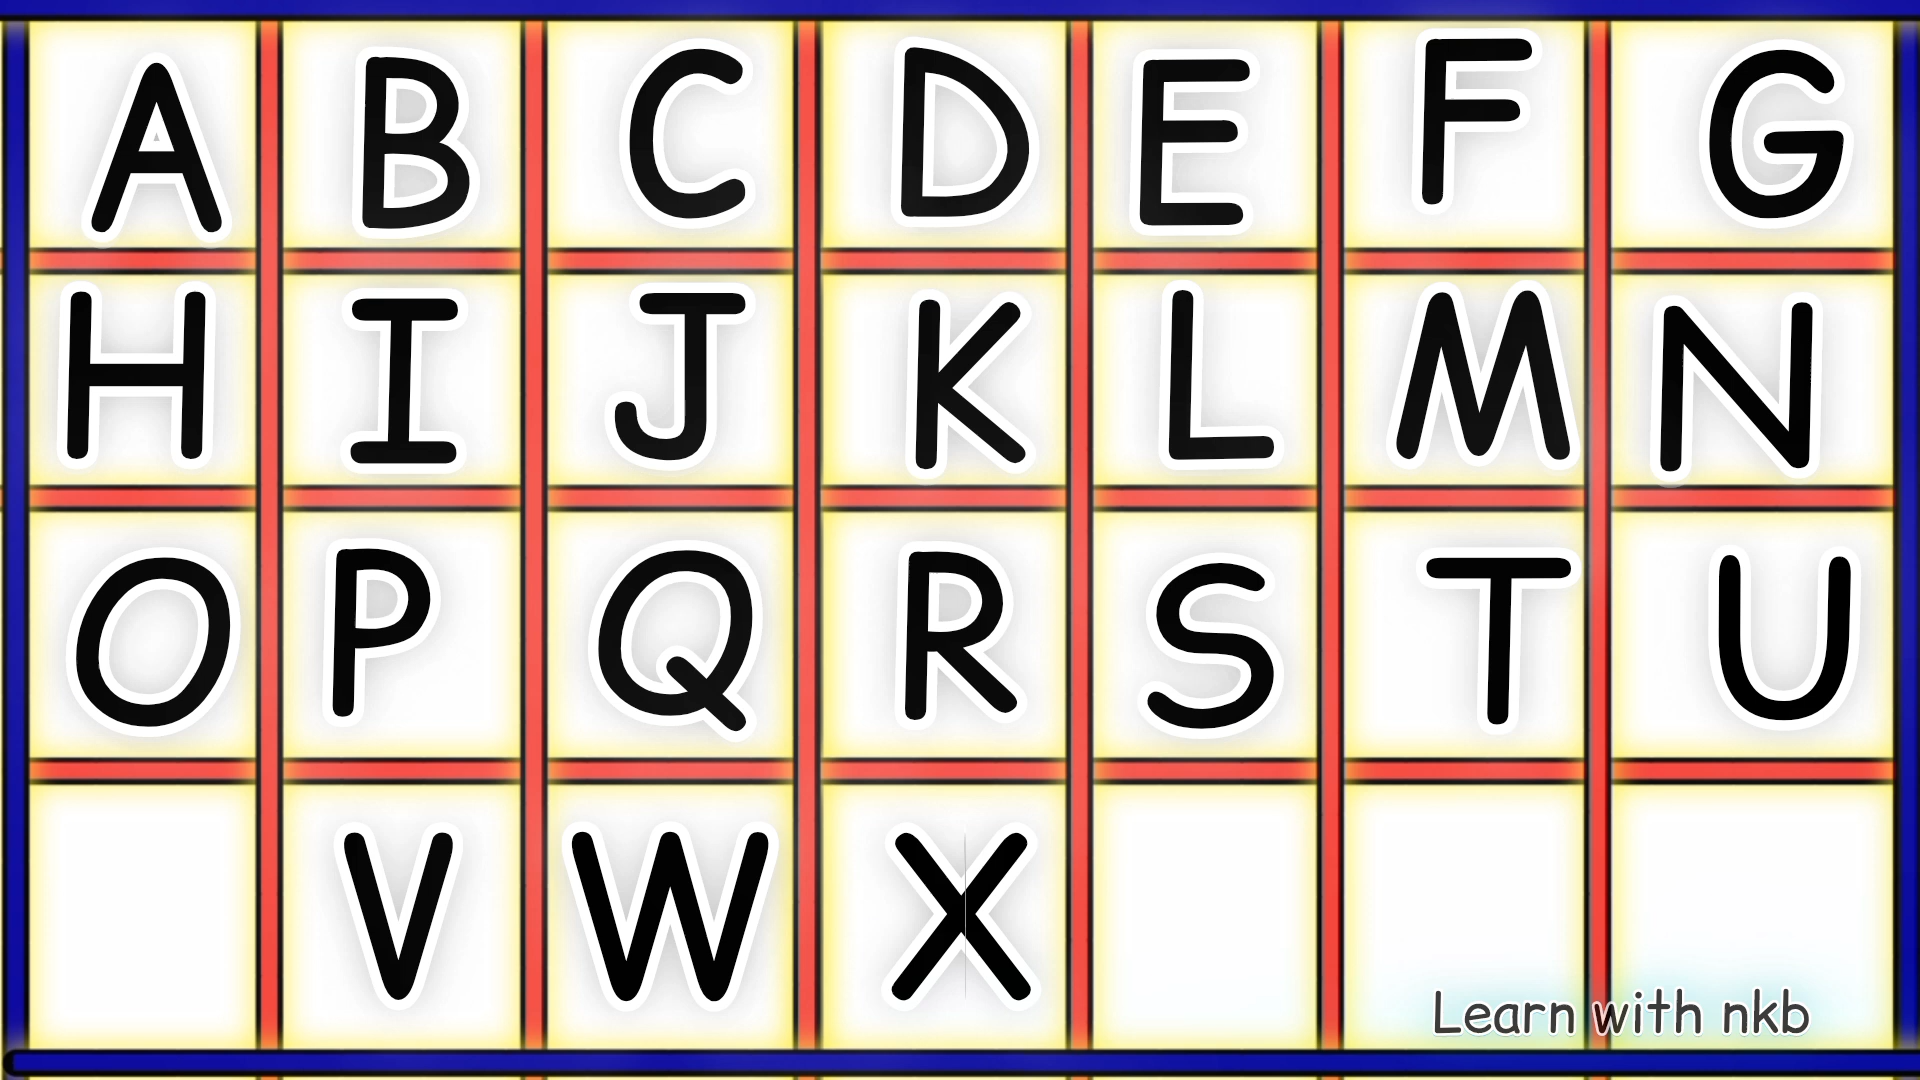 A B C D E F G
H I J K L M N
O P Q R S T U
V W X
Learn with nkb